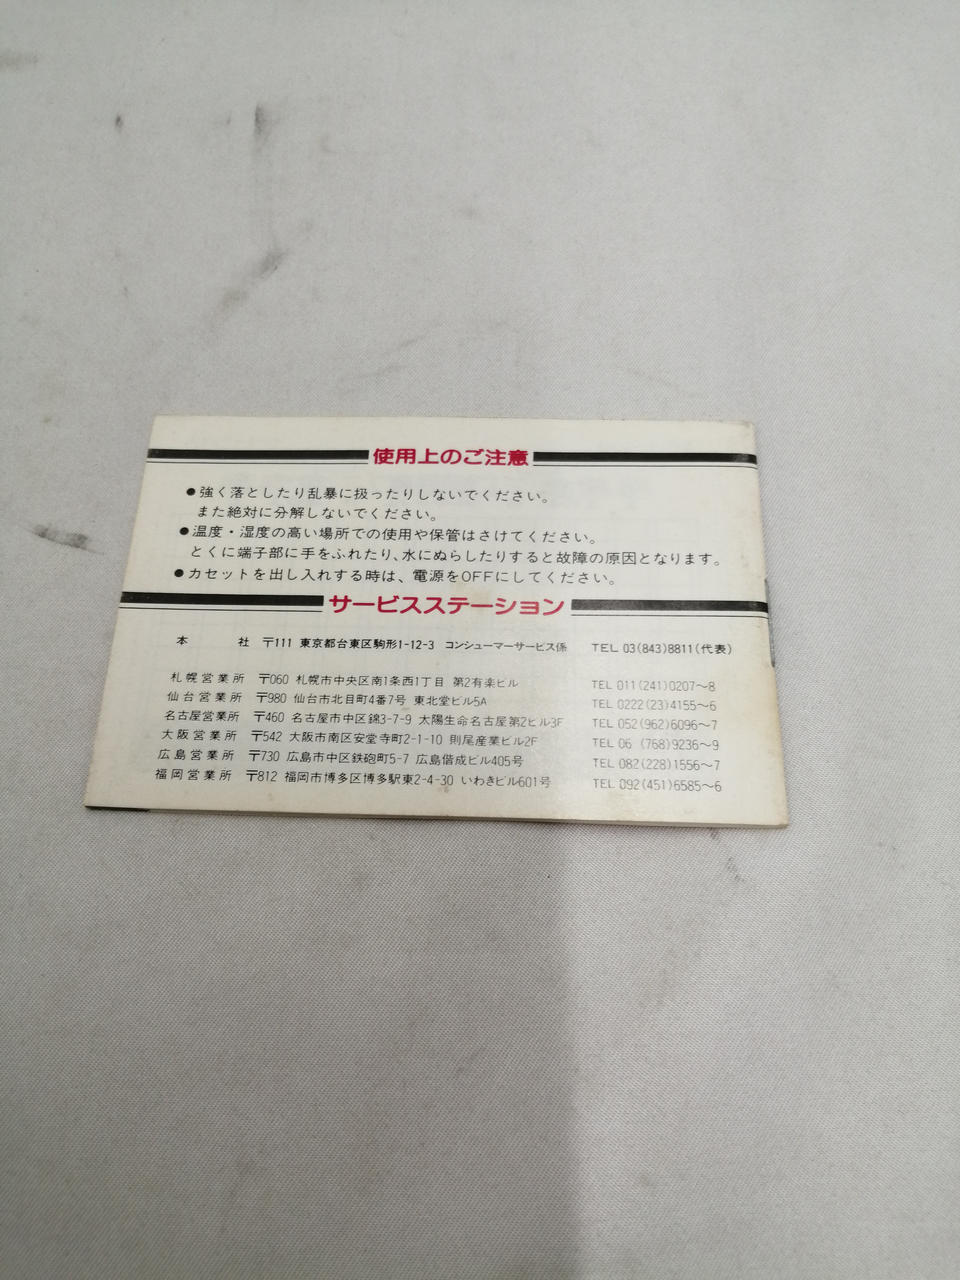 使用上のご注意
●強く落としたり乱暴に扱ったりしないでください。
また絶対に分解しないでください。
●温度・湿度の高い場所での使用や保管はさけてください。
とくに端子部に手をふれたり、水にぬらしたりすると故障の原因となります。
●カセットを出し入れする時は、電源をOFFにしてください。
サービスステーション
本社 〒111 東京都台東区駒形1-12-3 コンシューマーサービス係 TEL 03(843)8811(代表)
札幌営業所 〒060 札幌市中央区南1条西1丁目 第2有楽ビル TEL 011(241)0207〜8
仙台営業所 〒980 仙台市北目町4番7号 東北堂ビル5A TEL 0222(23)4155〜6
名古屋営業所 〒460 名古屋市中区錦3-7-9 太陽生命名古屋第2ビル3F TEL 052(962)6096〜7
大阪営業所 〒542 大阪市南区安堂寺町2-1-10 則尾産業ビル2F TEL 06 (768)9236〜9
広島営業所 〒730 広島市中区鉄砲町5-7 広島偕成ビル405号 TEL 082(228)1556〜7
福岡営業所 〒812 福岡市博多区博多駅東2-4-30 いわきビル601号 TEL 092(451)6585〜6